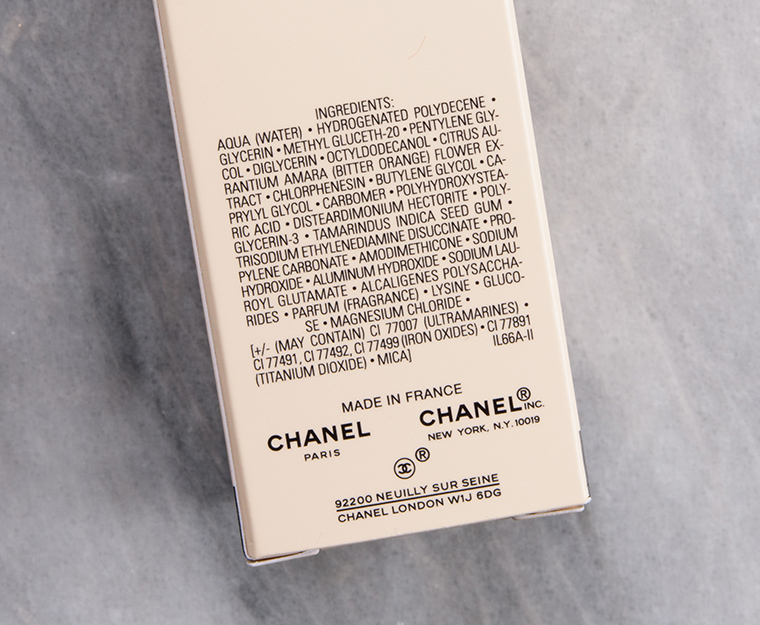 INGREDIENTS:
AQUA (WATER) • HYDROGENATED POLYDECENE •
GLYCERIN • METHYL GLUCETH-20 • PENTYLENE GLY-
COL • DIGLYCERIN • OCTYLDODECANOL • CITRUS AU-
RANTIUM AMARA (BITTER ORANGE) FLOWER EX-
TRACT • CHLORPHENESIN • BUTYLENE GLYCOL • CA-
PRYLYL GLYCOL • CARBOMER • POLYHYDROXYSTEA-
RIC ACID • DISTEARDIMONIUM HECTORITE • POLY-
GLYCERIN-3 • TAMARINDUS INDICA SEED GUM •
TRISODIUM ETHYLENEDIAMINE DISUCCINATE • PRO-
PYLENE CARBONATE • AMODIMETHICONE • SODIUM
HYDROXIDE • ALUMINUM HYDROXIDE • SODIUM LAU-
ROYL GLUTAMATE • ALCALIGENES POLYSACCHA-
RIDES • PARFUM (FRAGRANCE) • LYSINE • GLUCO-
SE • MAGNESIUM CHLORIDE •
[+/- (MAY CONTAIN) CI 77007 (ULTRAMARINES) •
CI 77491, CI 77492, CI 77499 (IRON OXIDES) • CI 77891
(TITANIUM DIOXIDE) • MICA] IL66A-II
MADE IN FRANCE
CHANEL CHANEL® INC.
PARIS NEW YORK, N.Y. 10019
®
92200 NEUILLY SUR SEINE
CHANEL LONDON W1J 6DG